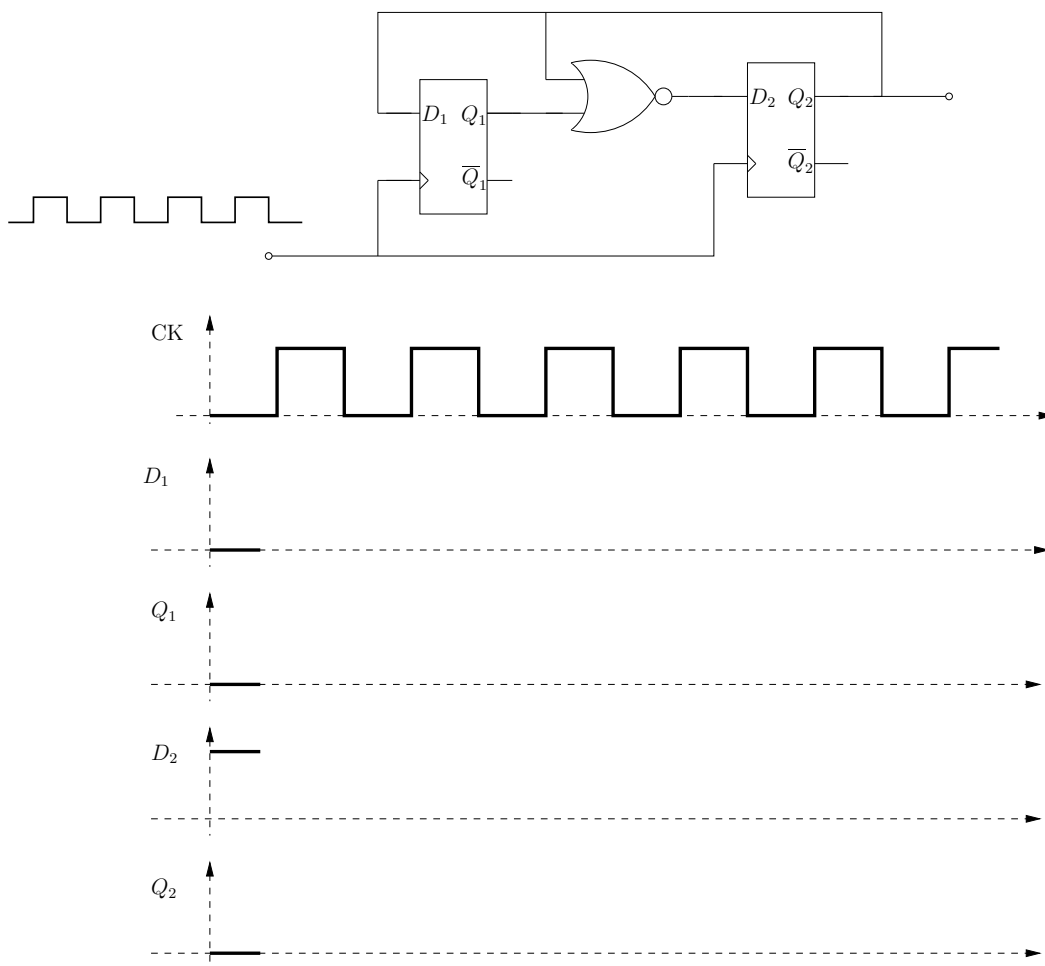 D₁ Q₁
Q̅₁
D₂ Q₂
Q̅₂
CK
D₁
Q₁
D₂
Q₂